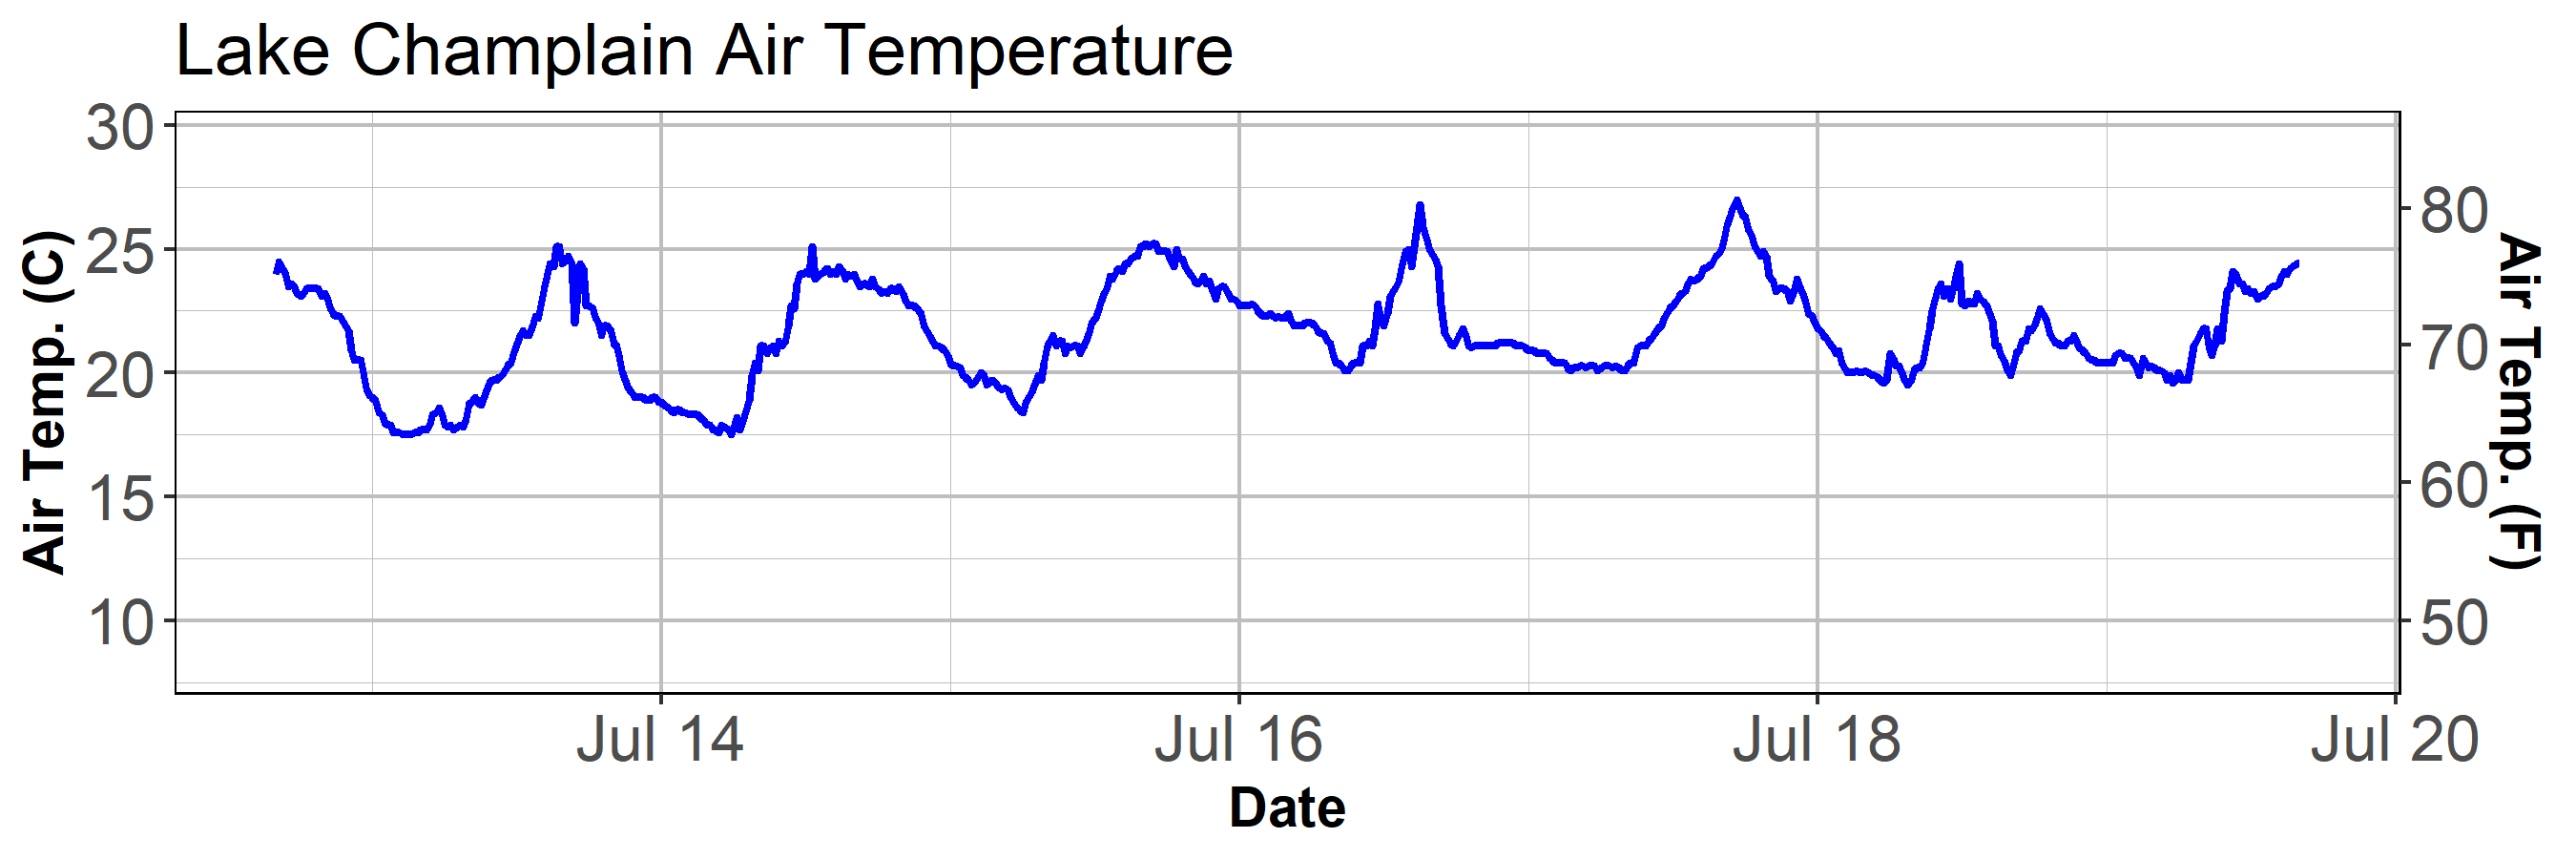 Lake Champlain Air Temperature
30
25
20
15
10
Air Temp. (C)
80
70
60
50
Air Temp. (F)
Jul 14 Jul 16 Jul 18 Jul 20
Date